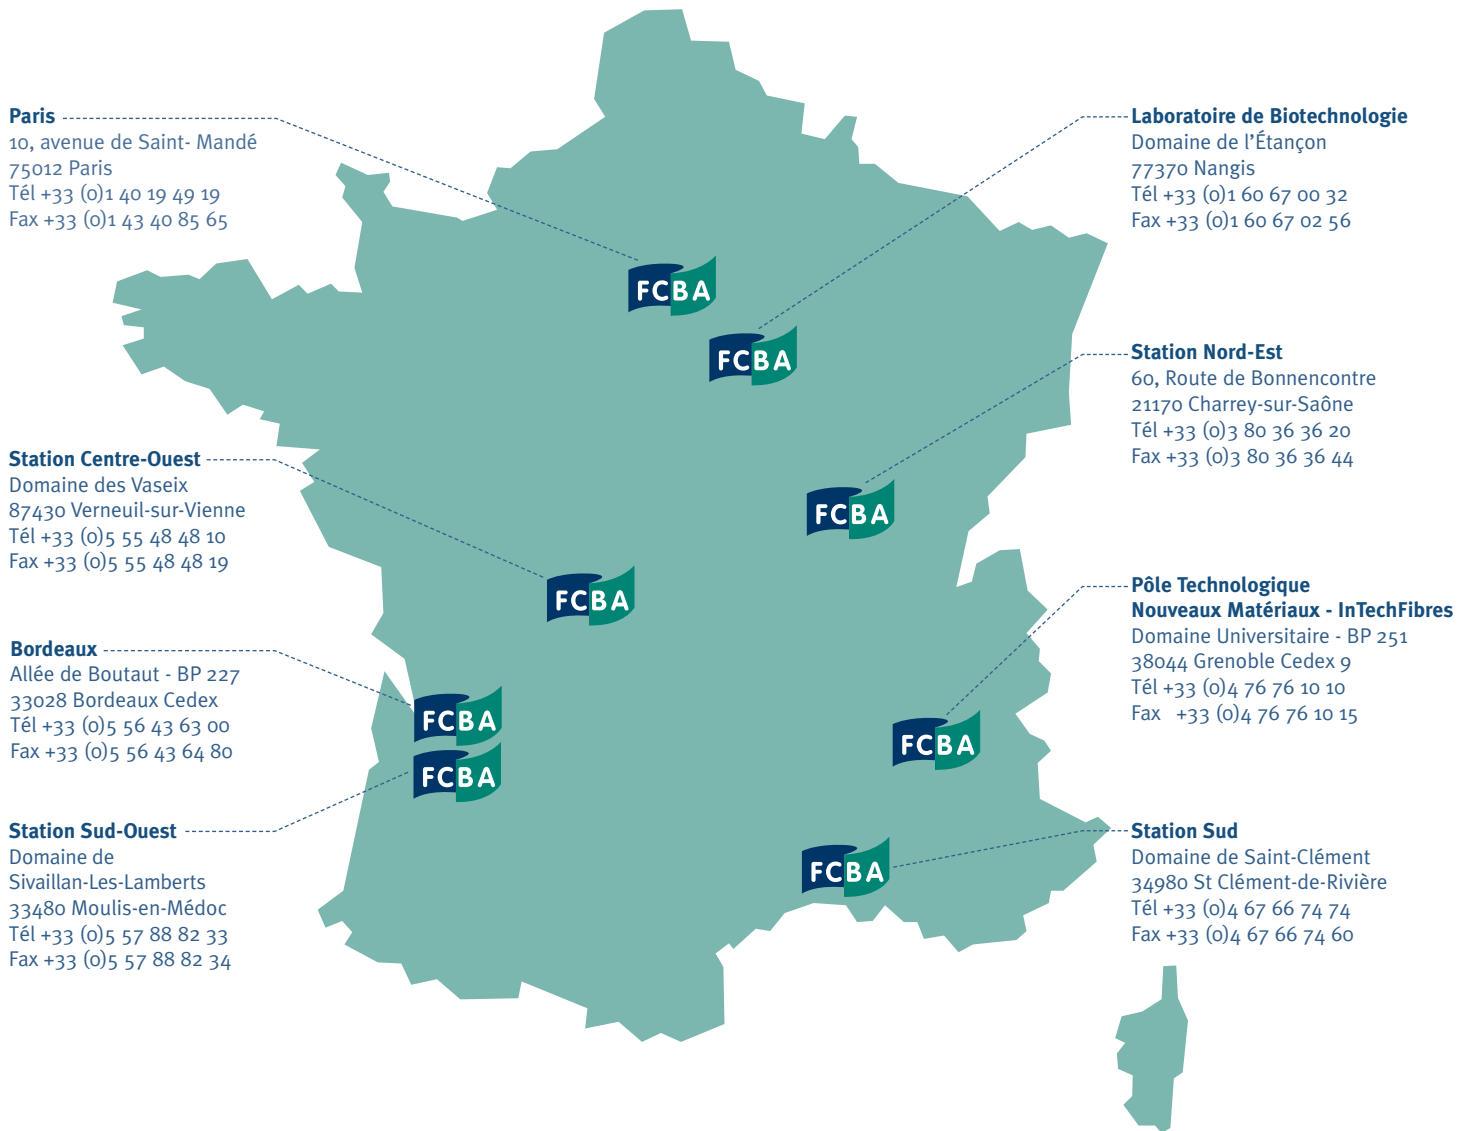 Paris
10, avenue de Saint- Mandé
75012 Paris
Tél +33 (0)1 40 19 49 19
Fax +33 (0)1 43 40 85 65
Station Centre-Ouest
Domaine des Vaseix
87430 Verneuil-sur-Vienne
Tél +33 (0)5 55 48 48 10
Fax +33 (0)5 55 48 48 19
Bordeaux
Allée de Boutaut - BP 227
33028 Bordeaux Cedex
Tél +33 (0)5 56 43 63 00
Fax +33 (0)5 56 43 64 80
Station Sud-Ouest
Domaine de
Sivaillan-Les-Lamberts
33480 Moulis-en-Médoc
Tél +33 (0)5 57 88 82 33
Fax +33 (0)5 57 88 82 34
FCBA
FCBA
FCBA
FCBA
FCBA
FCBA
FCBA
FCBA
Laboratoire de Biotechnologie
Domaine de l'Étançon
77370 Nangis
Tél +33 (0)1 60 67 00 32
Fax +33 (0)1 60 67 02 56
Station Nord-Est
60, Route de Bonnencontre
21170 Charrey-sur-Saône
Tél +33 (0)3 80 36 36 20
Fax +33 (0)3 80 36 36 44
Pôle Technologique
Nouveaux Matériaux - InTechFibres
Domaine Universitaire - BP 251
38044 Grenoble Cedex 9
Tél +33 (0)4 76 76 10 10
Fax +33 (0)4 76 76 10 15
Station Sud
Domaine de Saint-Clément
34980 St Clément-de-Rivière
Tél +33 (0)4 67 66 74 74
Fax +33 (0)4 67 66 74 60